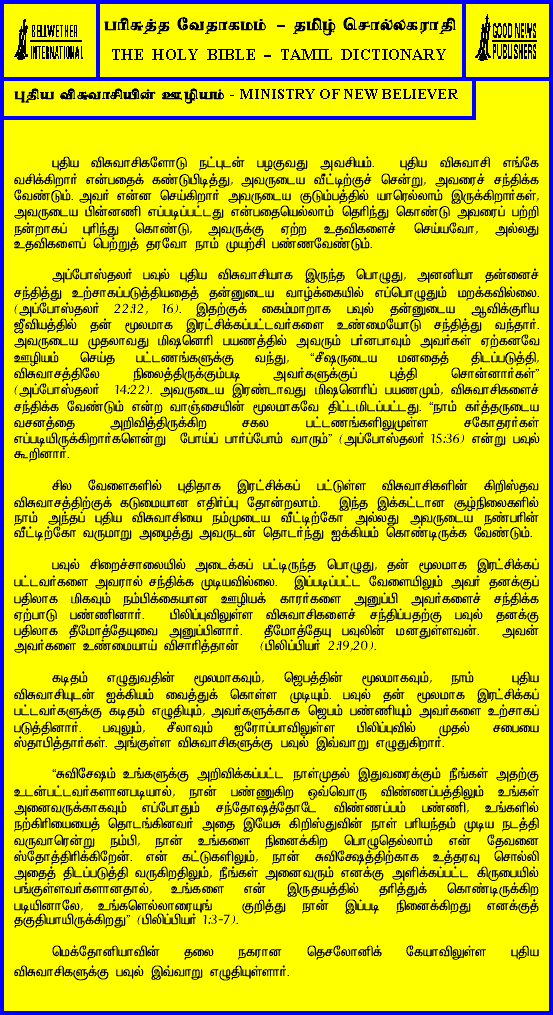 BELLWETHER
INTERNATIONAL
பரிசுத்த வேதாகமம் – தமிழ் சொல்லகராதி
THE HOLY BIBLE – TAMIL DICTIONARY
GOOD NEWS
PUBLISHERS
புதிய விசுவாசியின் ஊழியம் - MINISTRY OF NEW BELIEVER
புதிய விசுவாசிகளோடு நட்புடன் பழகுவது அவசியம். புதிய விசுவாசி எங்கே
வசிக்கிறார் என்பதைக் கண்டுபிடித்து, அவருடைய வீட்டிற்குச் சென்று, அவரைச் சந்திக்க
வேண்டும். அவர் என்ன செய்கிறார் அவருடைய குடும்பத்தில் யாரெல்லாம் இருக்கிறார்கள்,
அவருடைய பின்னணி எப்படிப்பட்டது என்பதையெல்லாம் தெரிந்து கொண்டு அவரைப் பற்றி
நன்றாகப் புரிந்து கொண்டு, அவருக்கு ஏற்ற உதவிகளைச் செய்யவோ, அல்லது
உதவிகளைப் பெற்றுத் தரவோ நாம் முயற்சி பண்ணவேண்டும்.
அப்போஸ்தலர் பவுல் புதிய விசுவாசியாக இருந்த பொழுது, அனனியா தன்னைச்
சந்தித்து உற்சாகப்படுத்தியதைத் தன்னுடைய வாழ்க்கையில் எப்பொழுதும் மறக்கவில்லை.
(அப்போஸ்தலர் 22:12, 16). இதற்குக் கைம்மாறாக பவுல் தன்னுடைய ஆவிக்குரிய
ஜீவியத்தில் தன் மூலமாக இரட்சிக்கப்பட்டவர்களை உண்மையோடு சந்தித்து வந்தார்.
அவருடைய முதலாவது மிஷனெரி பயணத்தில் அவரும் பர்னபாவும் அவர்கள் ஏற்கனவே
ஊழியம் செய்த பட்டணங்களுக்கு வந்து, “சீஷருடைய மனதைத் திடப்படுத்தி,
விசுவாசத்திலே நிலைத்திருக்கும்படி அவர்களுக்குப் புத்தி சொன்னார்கள்”
(அப்போஸ்தலர் 14:22). அவருடைய இரண்டாவது மிஷனெரிப் பயணமும், விசுவாசிகளைச்
சந்திக்க வேண்டும் என்ற வாஞ்சையின் மூலமாகவே திட்டமிடப்பட்டது. “நாம் கர்த்தருடைய
வசனத்தை அறிவித்திருக்கிற சகல பட்டணங்களிலுமுள்ள சகோதரர்கள்
எப்படியிருக்கிறார்களென்று போய்ப் பார்ப்போம் வாரும்” (அப்போஸ்தலர் 15:36) என்று பவுல்
கூறினார்.
சில வேளைகளில் புதிதாக இரட்சிக்கப் பட்டுள்ள விசுவாசிகளின் கிறிஸ்தவ
விசுவாசத்திற்குக் கடுமையான எதிர்ப்பு தோன்றலாம். இந்த இக்கட்டான சூழ்நிலைகளில்
நாம் அந்தப் புதிய விசுவாசியை நம்முடைய வீட்டிற்கோ அல்லது அவருடைய நண்பரின்
வீட்டிற்கோ வருமாறு அழைத்து அவருடன் தொடர்ந்து ஐக்கியம் கொண்டிருக்க வேண்டும்.
பவுல் சிறைச்சாலையில் அடைக்கப் பட்டிருந்த பொழுது, தன் மூலமாக இரட்சிக்கப்
பட்டவர்களை அவரால் சந்திக்க முடியவில்லை. இப்படிப்பட்ட வேளையிலும் அவர் தனக்குப்
பதிலாக மிகவும் நம்பிக்கையான ஊழியக் காரர்களை அனுப்பி அவர்களைச் சந்திக்க
ஏற்பாடு பண்ணினார். பிலிப்புவிலுள்ள விசுவாசிகளைச் சந்திப்பதற்கு பவுல் தனக்கு
பதிலாக தீமோத்தேயுவை அனுப்பினார். தீமோத்தேயு பவுலின் மனதுள்ளவன். அவன்
அவர்களை உண்மையாய் விசாரித்தான் (பிலிப்பியர் 2:19,20).
கடிதம் எழுதுவதின் மூலமாகவும், ஜெபத்தின் மூலமாகவும், நாம் புதிய
விசுவாசியுடன் ஐக்கியம் வைத்துக் கொள்ள முடியும். பவுல் தன் மூலமாக இரட்சிக்கப்
பட்டவர்களுக்கு கடிதம் எழுதியும், அவர்களுக்காக ஜெபம் பண்ணியும் அவர்களை உற்சாகப்
படுத்தினார். பவுலும், சீலாவும் ஐரோப்பாவிலுள்ள பிலிப்புவில் முதல் சபையை
ஸ்தாபித்தார்கள். அங்குள்ள விசுவாசிகளுக்கு பவுல் இவ்வாறு எழுதுகிறார்.
“சுவிசேஷம் உங்களுக்கு அறிவிக்கப்பட்ட நாள்முதல் இதுவரைக்கும் நீங்கள் அதற்கு
உடன்பட்டவர்களானபடியால், நான் பண்ணுகிற ஒவ்வொரு விண்ணப்பத்திலும் உங்கள்
அனைவருக்காகவும் எப்போதும் சந்தோஷத்தோடே விண்ணப்பம் பண்ணி, உங்களில்
நற்கிரியையைத் தொடங்கினவர் அதை இயேசு கிறிஸ்துவின் நாள் பரியந்தம் முடிய நடத்தி
வருவாரென்று நம்பி, நான் உங்களை நினைக்கிற பொழுதெல்லாம் என் தேவனை
ஸ்தோத்திரிக்கிறேன். என் கட்டுகளிலும், நான் சுவிசேஷத்திற்காக உத்தரவு சொல்லி
அதைத் திடப்படுத்தி வருகிறதிலும், நீங்கள் அனைவரும் எனக்கு அளிக்கப்பட்ட கிருபையில்
பங்குள்ளவர்களானதால், உங்களை என் இருதயத்தில் தரித்துக் கொண்டிருக்கிற
படியினாலே, உங்களெல்லாரையுங் குறித்து நான் இப்படி நினைக்கிறது எனக்குத்
தகுதியாயிருக்கிறது” (பிலிப்பியர் 1:3-7).
மெக்தோனியாவின் தலை நகரான தெசலோனிக் கேயாவிலுள்ள புதிய
விசுவாசிகளுக்கு பவுல் இவ்வாறு எழுதியுள்ளார்.